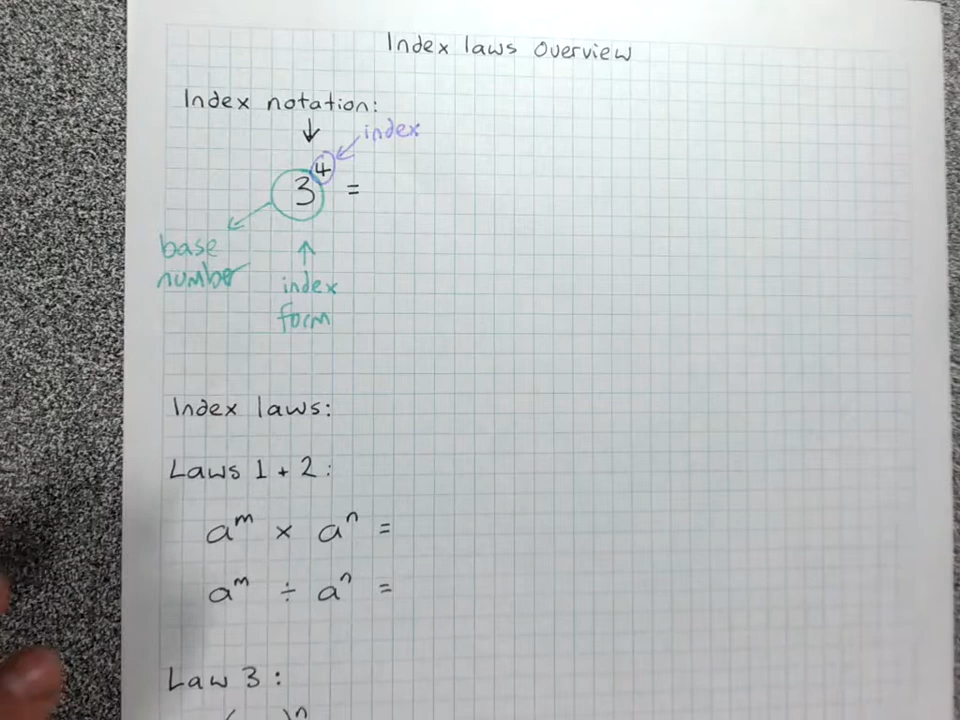 Index laws Overview
Index notation:
index
3⁴ =
base
number
index
form
Index laws:
Laws 1 + 2:
aᵐ × aⁿ =
aᵐ ÷ aⁿ =
Law 3: